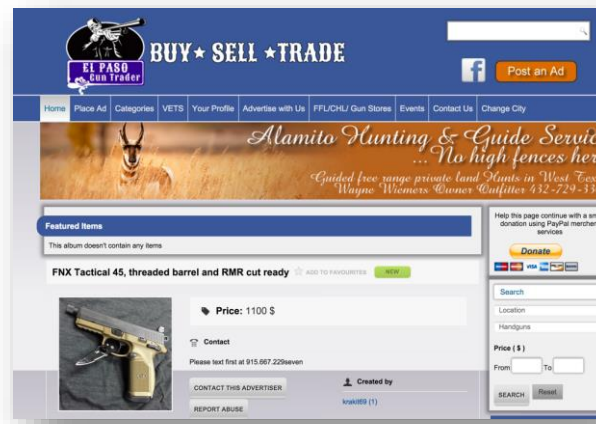 EL PASO
Gun Trader
BUY★ SELL ★TRADE
Post an Ad
Home Place Ad Categories VETS Your Profile Advertise with Us FFL/CHL/ Gun Stores Events Contact Us Change City
Alamito Hunting & Guide Servic
... No high fences her
Guided free range private land Hunts in West Tex
Wayne Wiemers Owner Outfitter 432-729-33
Featured Items
This album doesn't contain any items
Help this page continue with a sm
donation using PayPal merchan
services
Donate
VISA
FNX Tactical 45, threaded barrel and RMR cut ready ADD TO FAVOURITES NEW
Price: 1100 $
Contact
Please text first at 915.667.229seven
CONTACT THIS ADVERTISER
REPORT ABUSE
Created by
krakit69 (1)
Search
Location
Handguns
Price ( $ )
From To
SEARCH Reset